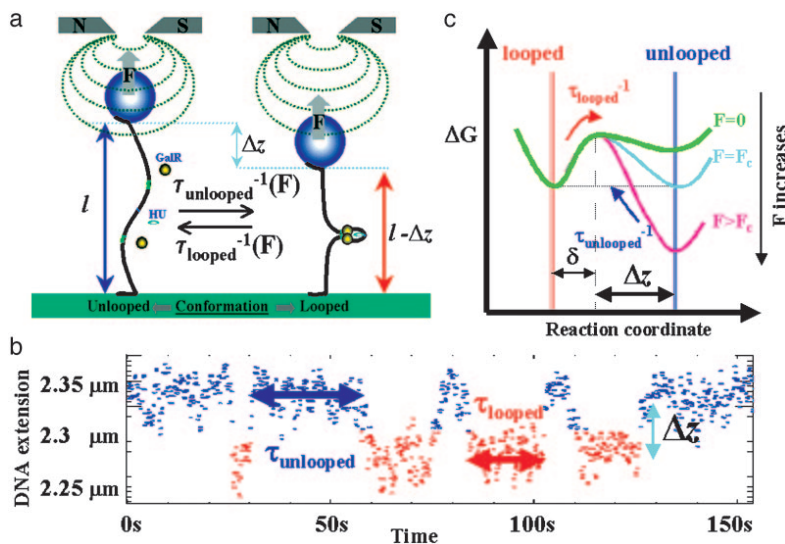 a
N S N S
F F
Δz
GalR
l
τunlooped⁻¹(F)
HU
τlooped⁻¹(F)
l -Δz
Unlooped Conformation Looped
c
looped unlooped
τlooped⁻¹
ΔG
F=0
F=Fc
F>Fc
F increases
τunlooped⁻¹
δ
Δz
Reaction coordinate
b
DNA extension
2.35 μm
2.3 μm
2.25 μm
τunlooped
τlooped
Δz
0s 50s 100s 150s
Time